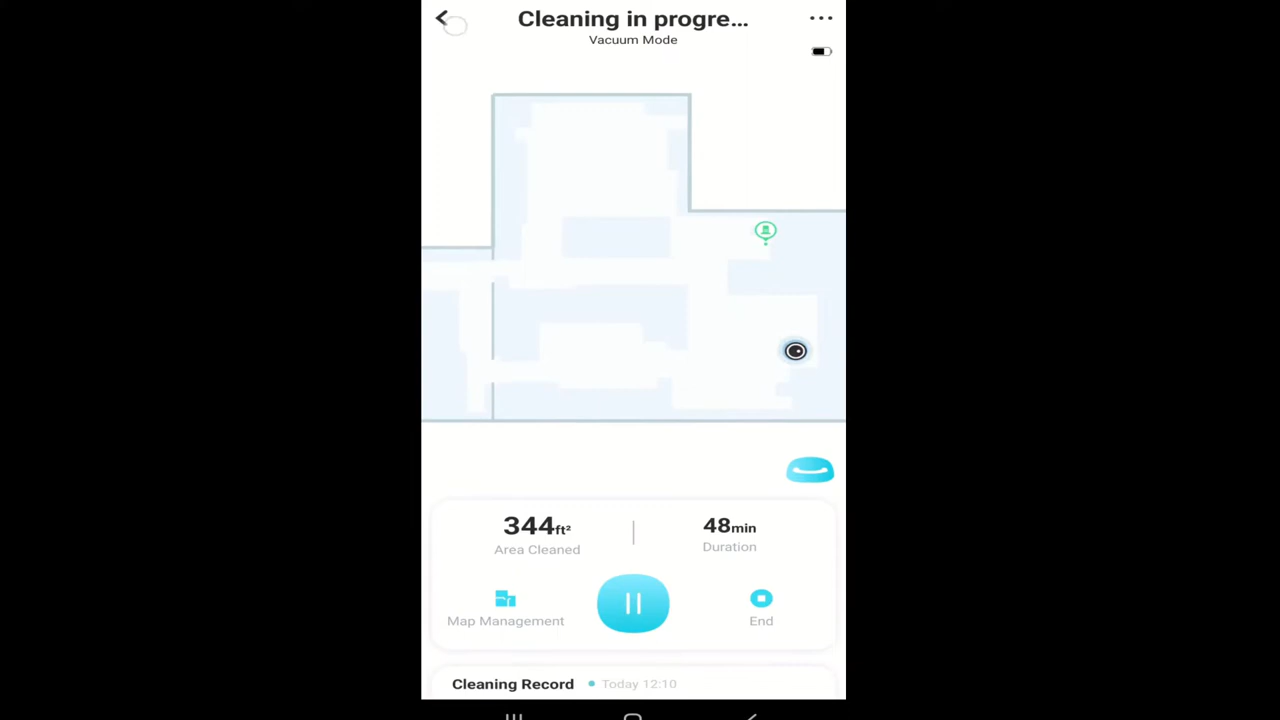 Cleaning in progre...
Vacuum Mode
344ft²
48min
Area Cleaned
Duration
Map Management
End
Cleaning Record
Today 12:10